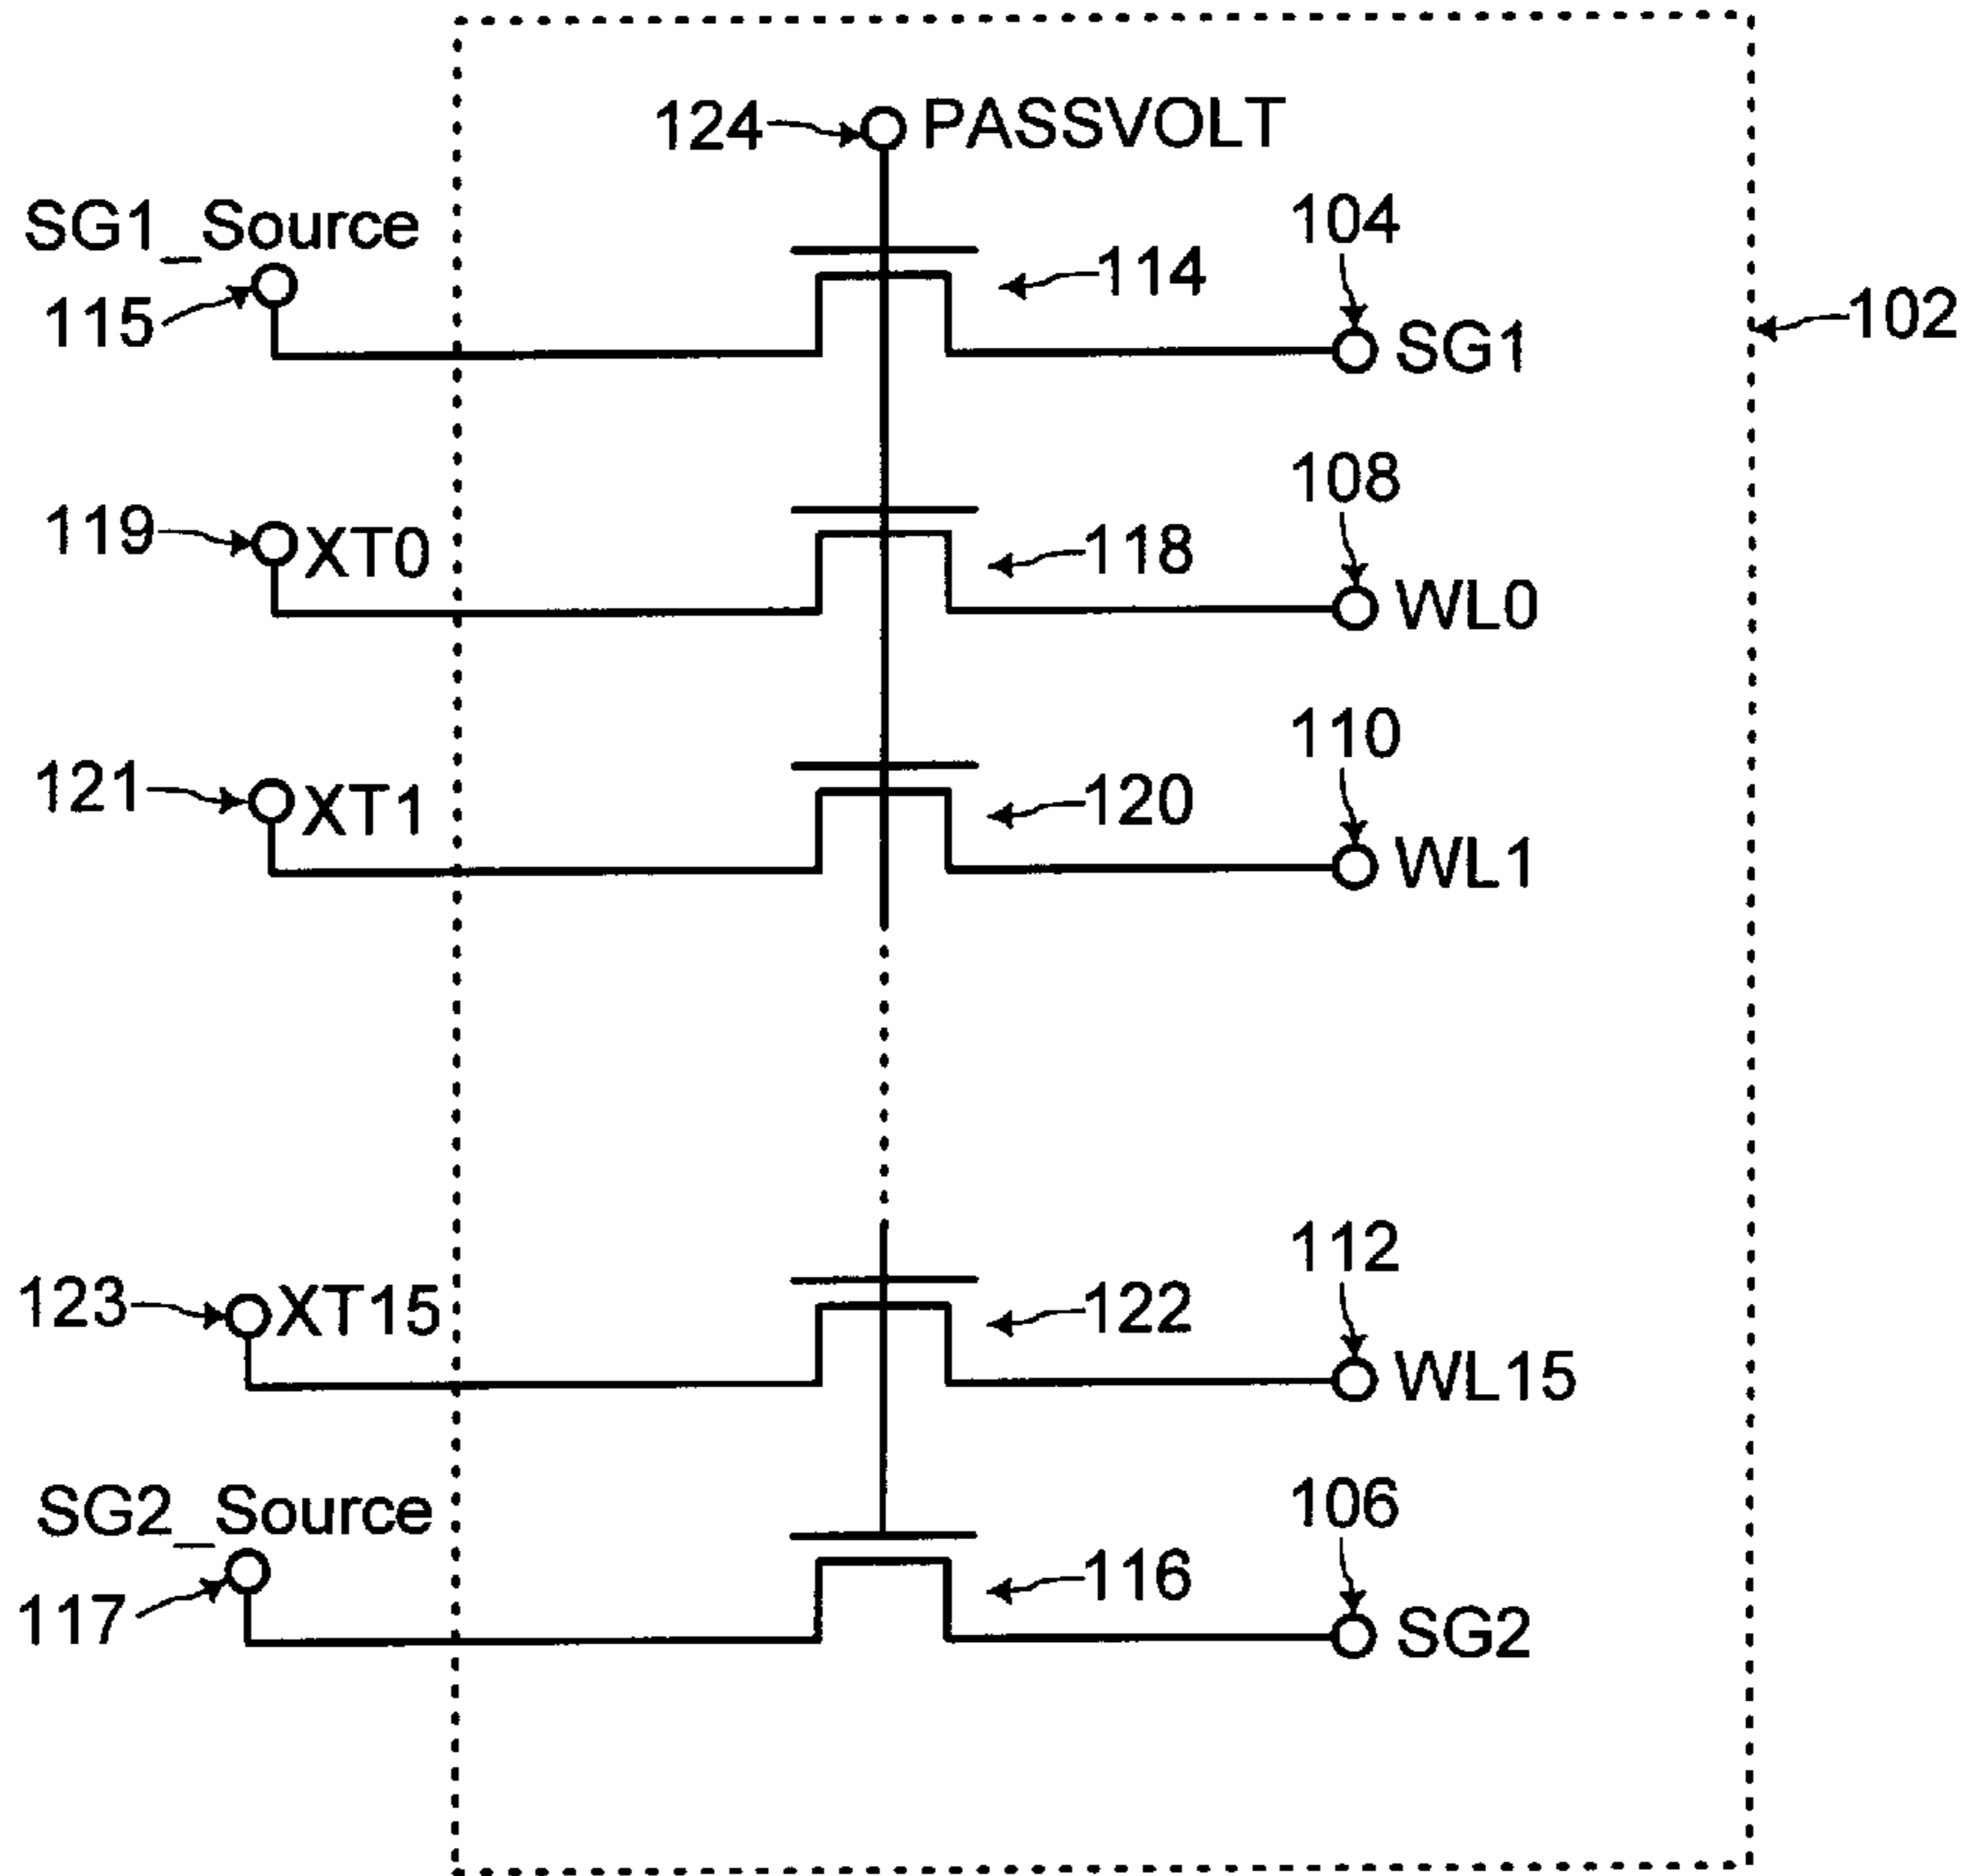 124 PASSVOLT
SG1_Source
115
114
104
SG1
102
119 XT0
118
108
WL0
121 XT1
120
110
WL1
123 XT15
122
112
WL15
SG2_Source
117
116
106
SG2